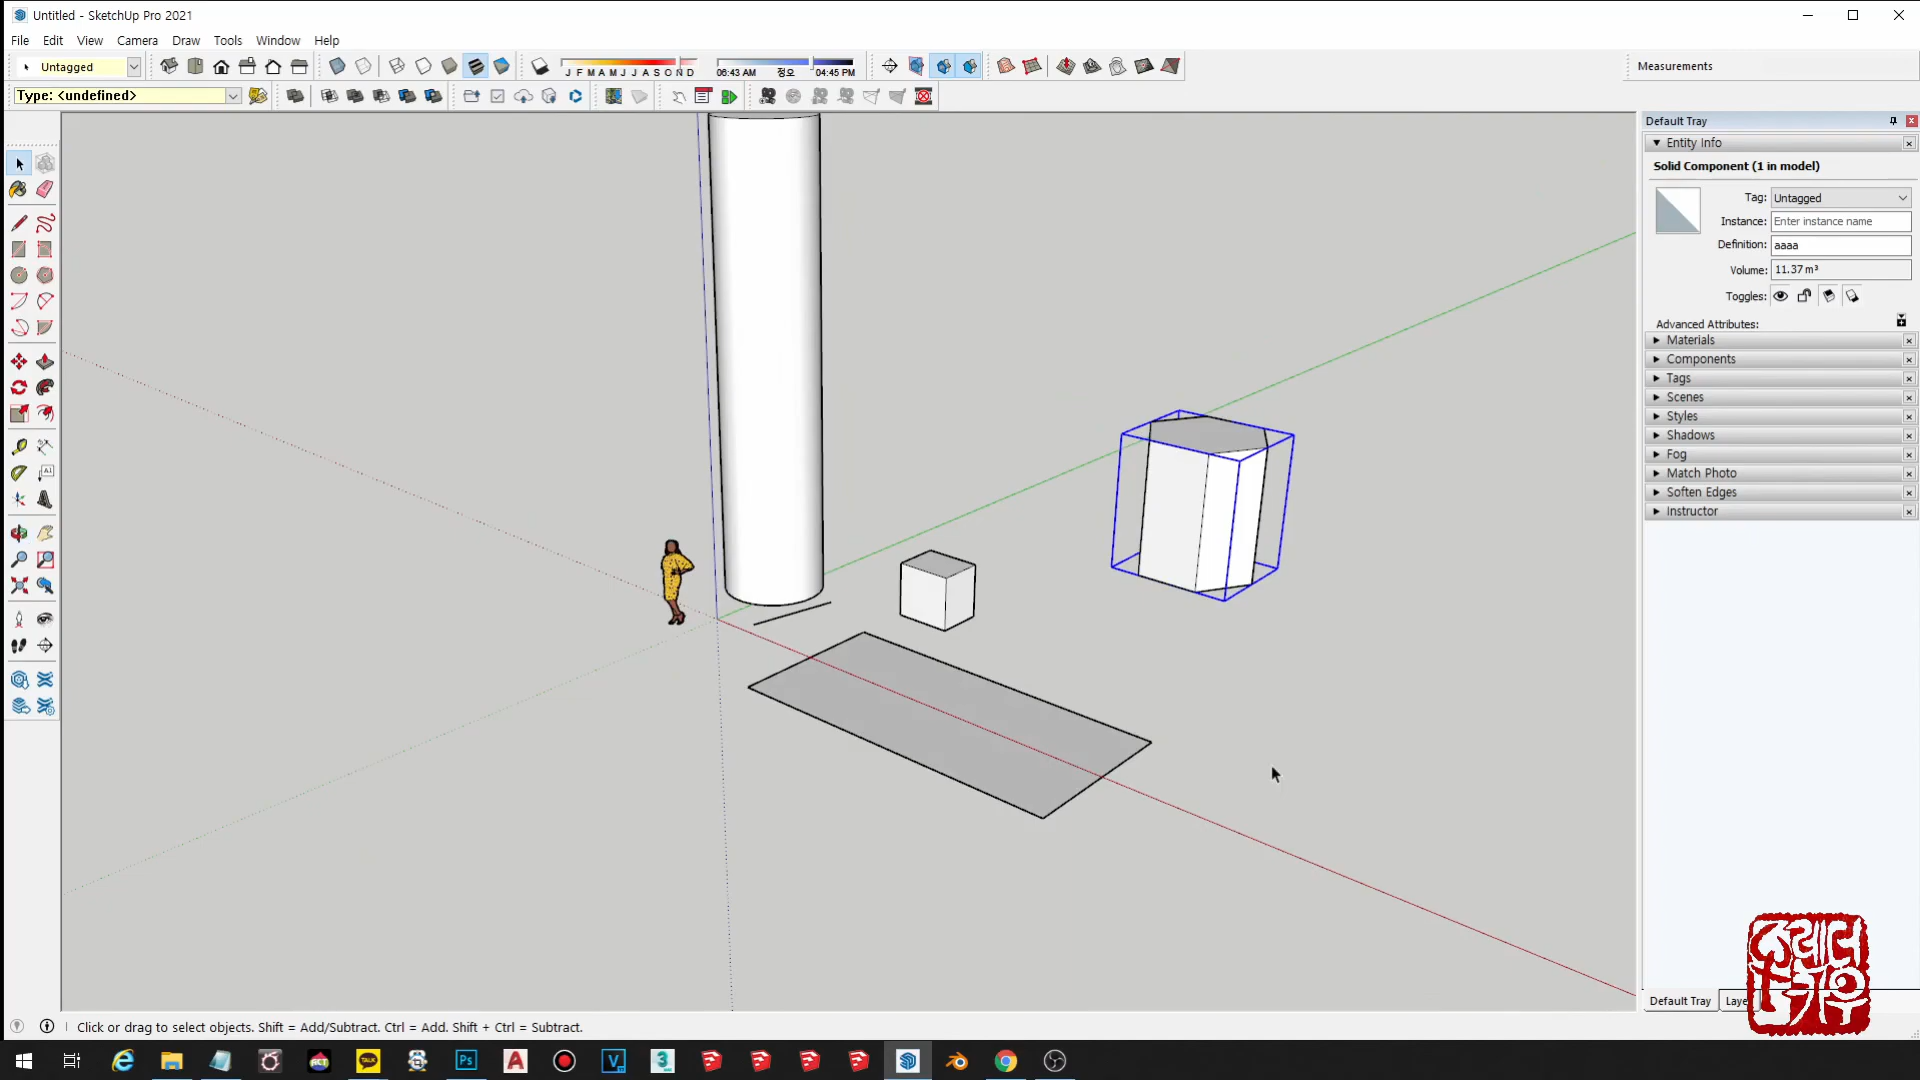 Untitled - SketchUp Pro 2021
File Edit View Camera Draw Tools Window Help
Untagged
J F M A M J J A S O N D
06:43 AM 정오 04:45 PM
Measurements
Type: <undefined>
Default Tray
Entity Info
Solid Component (1 in model)
Tag: Untagged
Instance: Enter instance name
Definition: aaaa
Volume: 11.37 m³
Toggles:
Advanced Attributes:
Materials
Components
Tags
Scenes
Styles
Shadows
Fog
Match Photo
Soften Edges
Instructor
Default Tray
Click or drag to select objects. Shift = Add/Subtract. Ctrl = Add. Shift + Ctrl = Subtract.
TALK
Ps
A
V
3